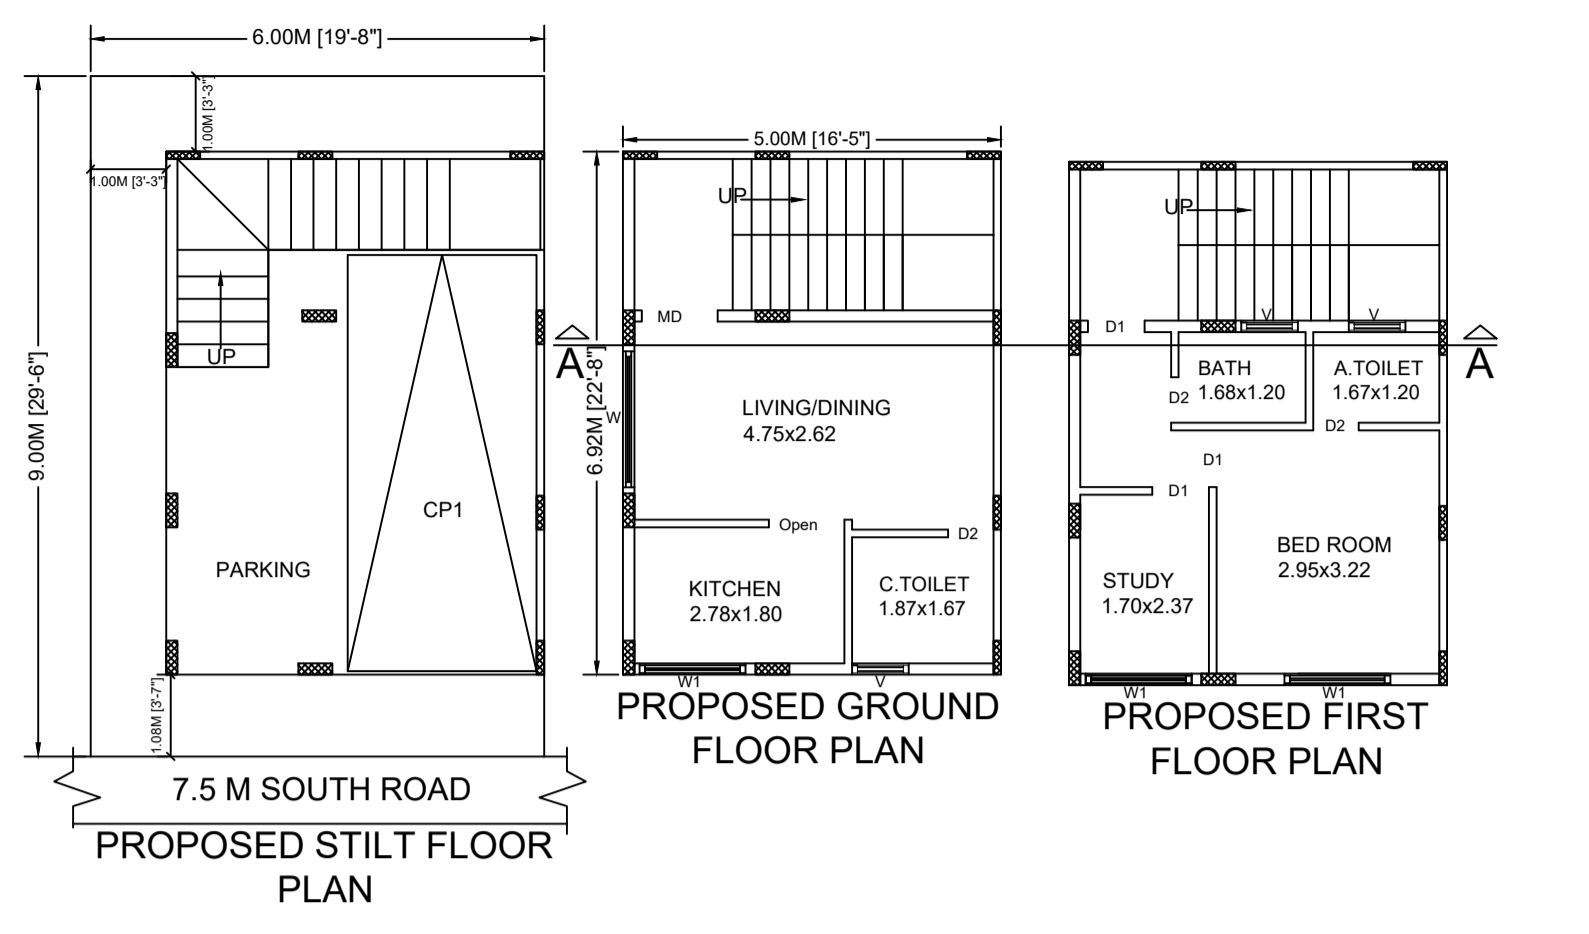 6.00M [19'-8"]
1.00M [3'-3"]
1.00M [3'-3"]
9.00M [29'-6"]
UP
CP1
PARKING
1.08M [3'-7"]
7.5 M SOUTH ROAD
PROPOSED STILT FLOOR
PLAN
5.00M [16'-5"]
UP
MD
A
6.92M [22'-8"]
W
LIVING/DINING
4.75x2.62
Open
D2
KITCHEN
2.78x1.80
C.TOILET
1.87x1.67
W1
V
PROPOSED GROUND
FLOOR PLAN
UP
D1
V
V
A
BATH
1.68x1.20
A.TOILET
1.67x1.20
D2
D2
D1
D1
BED ROOM
2.95x3.22
STUDY
1.70x2.37
W1
W1
PROPOSED FIRST
FLOOR PLAN